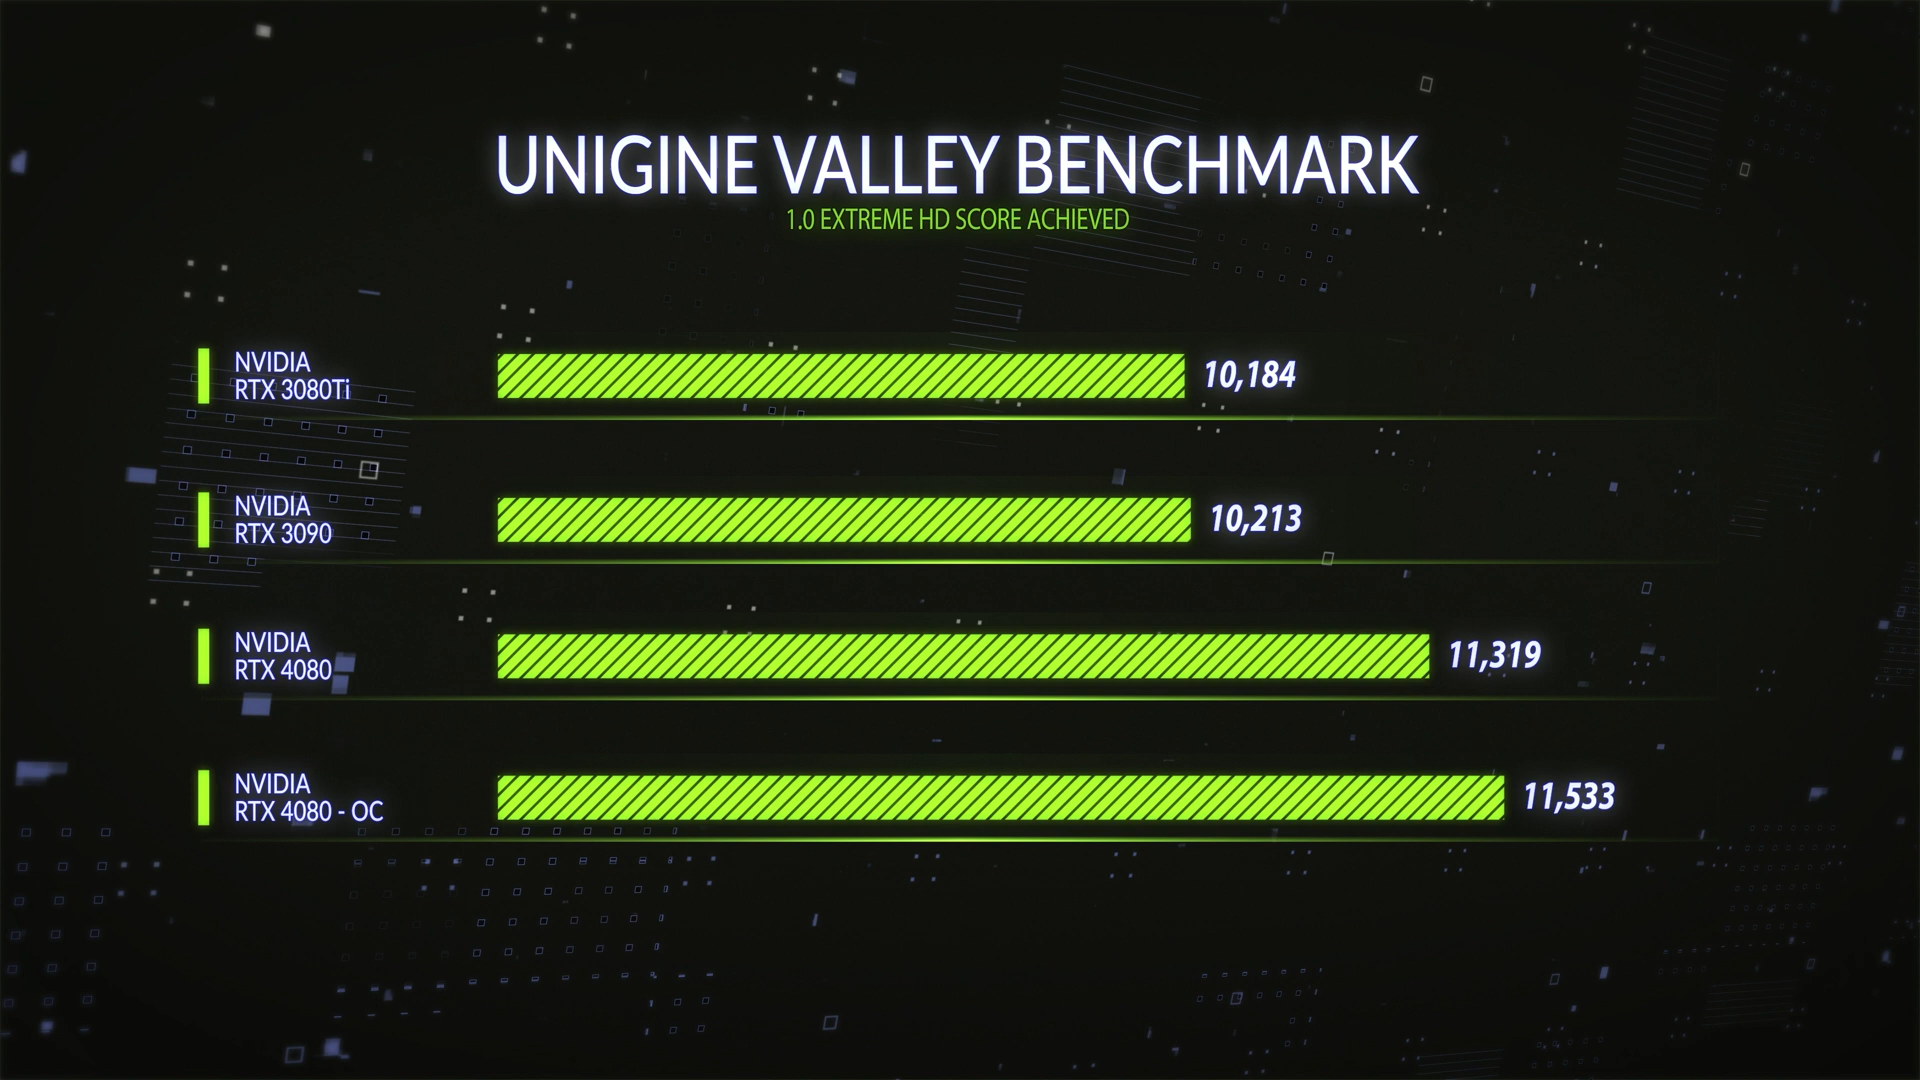 UNIGINE VALLEY BENCHMARK
1.0 EXTREME HD SCORE ACHIEVED
NVIDIA
RTX 3080Ti
10,184
NVIDIA
RTX 3090
10,213
NVIDIA
RTX 4080
11,319
NVIDIA
RTX 4080 - OC
11,533